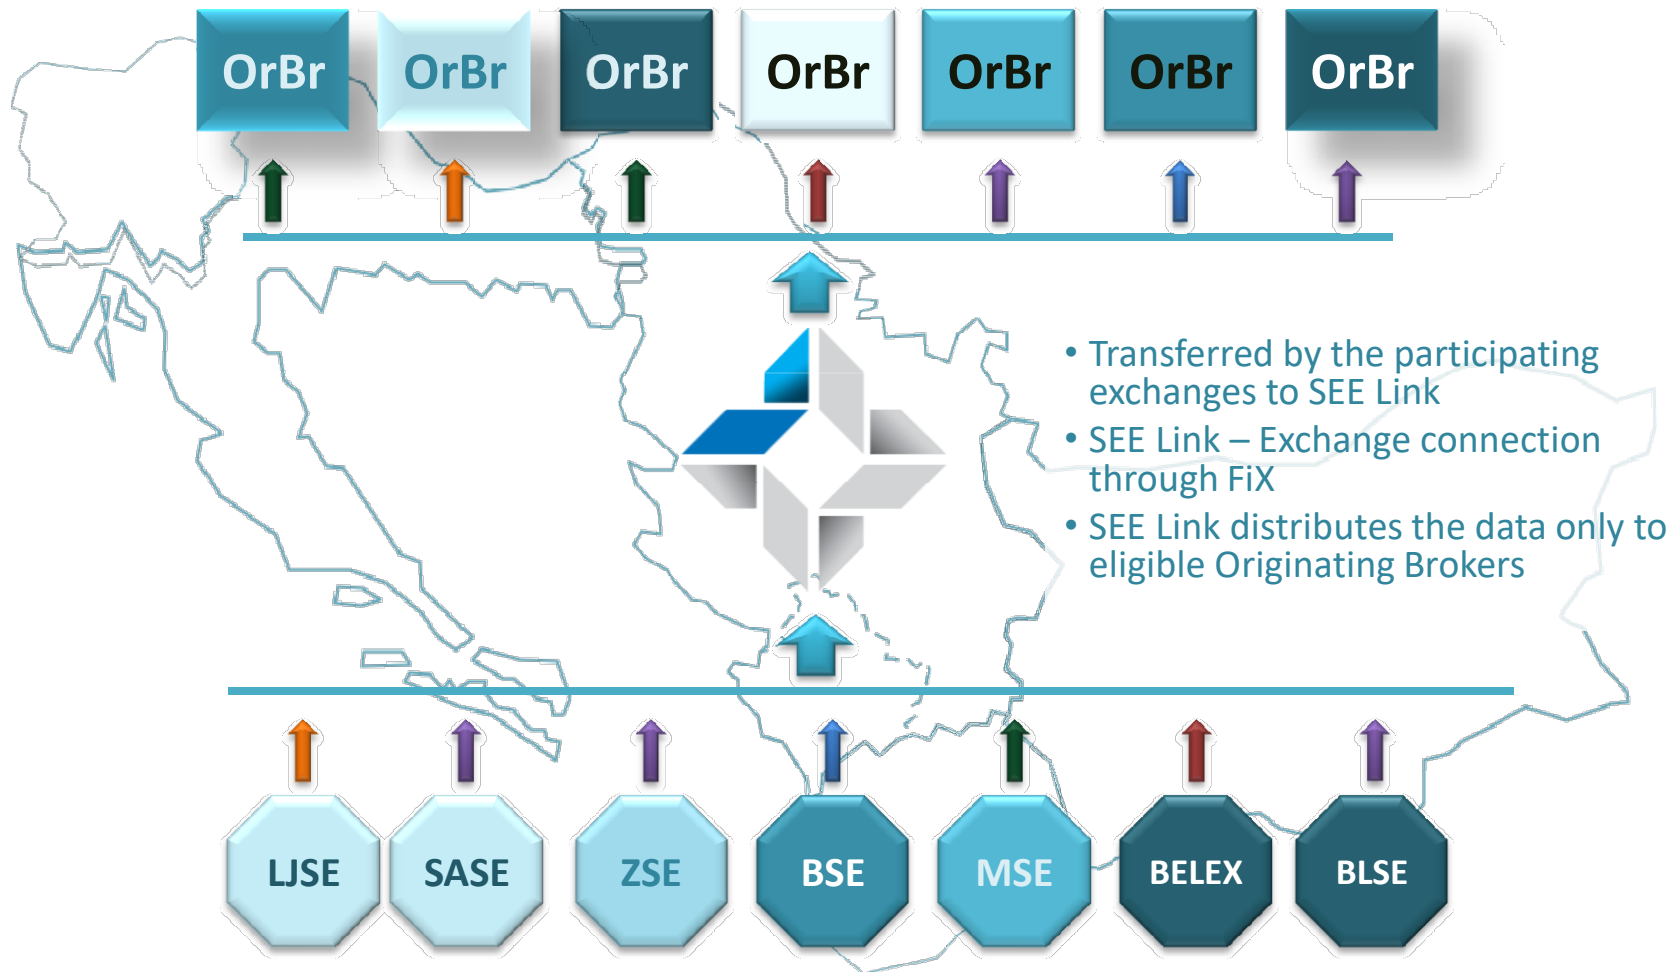 OrBr OrBr OrBr OrBr OrBr OrBr OrBr
• Transferred by the participating
exchanges to SEE Link
• SEE Link – Exchange connection
through FiX
• SEE Link distributes the data only to
eligible Originating Brokers
LJSE SASE ZSE BSE MSE BELEX BLSE